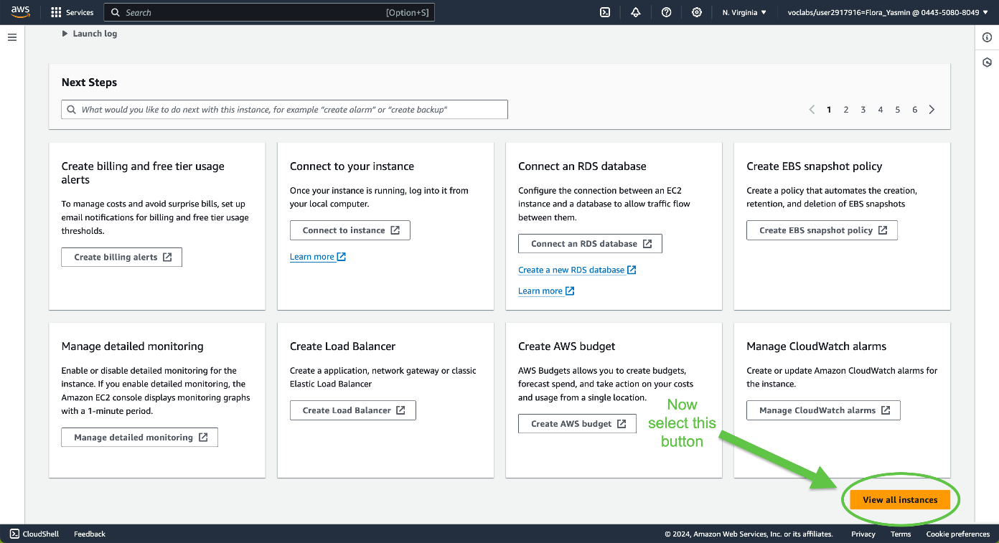 aws
Services
Search
[Option+S]
N. Virginia
voclabs/user2917916=Flora_Yasmin @ 0443-5080-8049
Launch log
Next Steps
What would you like to do next with this instance, for example "create alarm" or "create backup"
1 2 3 4 5 6
Create billing and free tier usage
alerts
To manage costs and avoid surprise bills, set up
email notifications for billing and free tier usage
thresholds.
Create billing alerts
Connect to your instance
Once your instance is running, log into it from
your local computer.
Connect to instance
Learn more
Connect an RDS database
Configure the connection between an EC2
instance and a database to allow traffic flow
between them.
Connect an RDS database
Create a new RDS database
Learn more
Create EBS snapshot policy
Create a policy that automates the creation,
retention, and deletion of EBS snapshots
Create EBS snapshot policy
Manage detailed monitoring
Enable or disable detailed monitoring for the
instance. If you enable detailed monitoring, the
Amazon EC2 console displays monitoring graphs
with a 1-minute period.
Manage detailed monitoring
Create Load Balancer
Create a application, network gateway or classic
Elastic Load Balancer
Create Load Balancer
Create AWS budget
AWS Budgets allows you to create budgets,
forecast spend, and take action on your costs
and usage from a single location.
Create AWS budget
Manage CloudWatch alarms
Create or update Amazon CloudWatch alarms for
the instance.
Manage CloudWatch alarms
Now
select this
button
View all instances
CloudShell
Feedback
© 2024, Amazon Web Services, Inc. or its affiliates.
Privacy
Terms
Cookie preferences